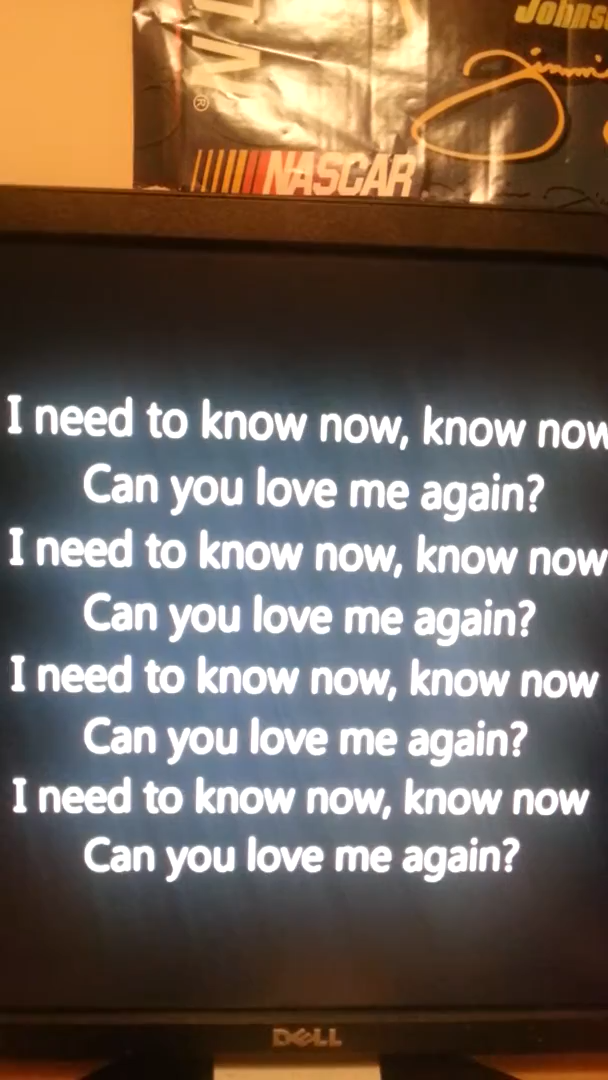 Johns
Jimmi
NASCAR
®
I need to know now, know now
Can you love me again?
I need to know now, know now
Can you love me again?
I need to know now, know now
Can you love me again?
I need to know now, know now
Can you love me again?
DELL